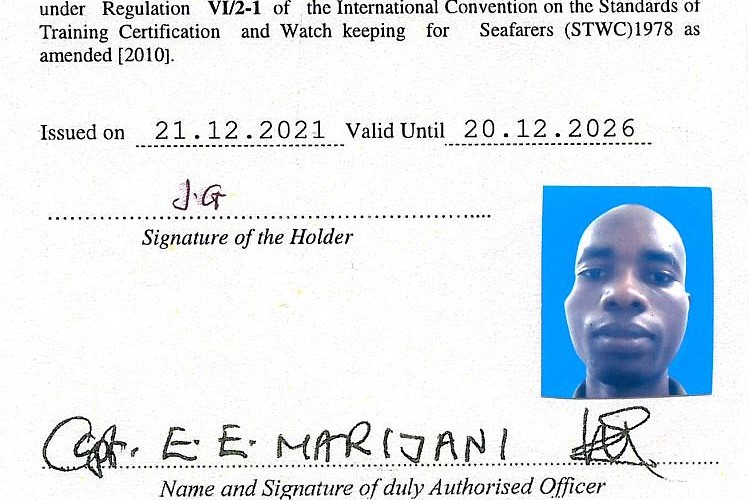 under Regulation VI/2-1 of the International Convention on the Standards of
Training Certification and Watch keeping for Seafarers (STWC)1978 as
amended [2010].
Issued on 21.12.2021 Valid Until 20.12.2026
J.G
Signature of the Holder
Capt. E. E. MARIJANI
Name and Signature of duly Authorised Officer